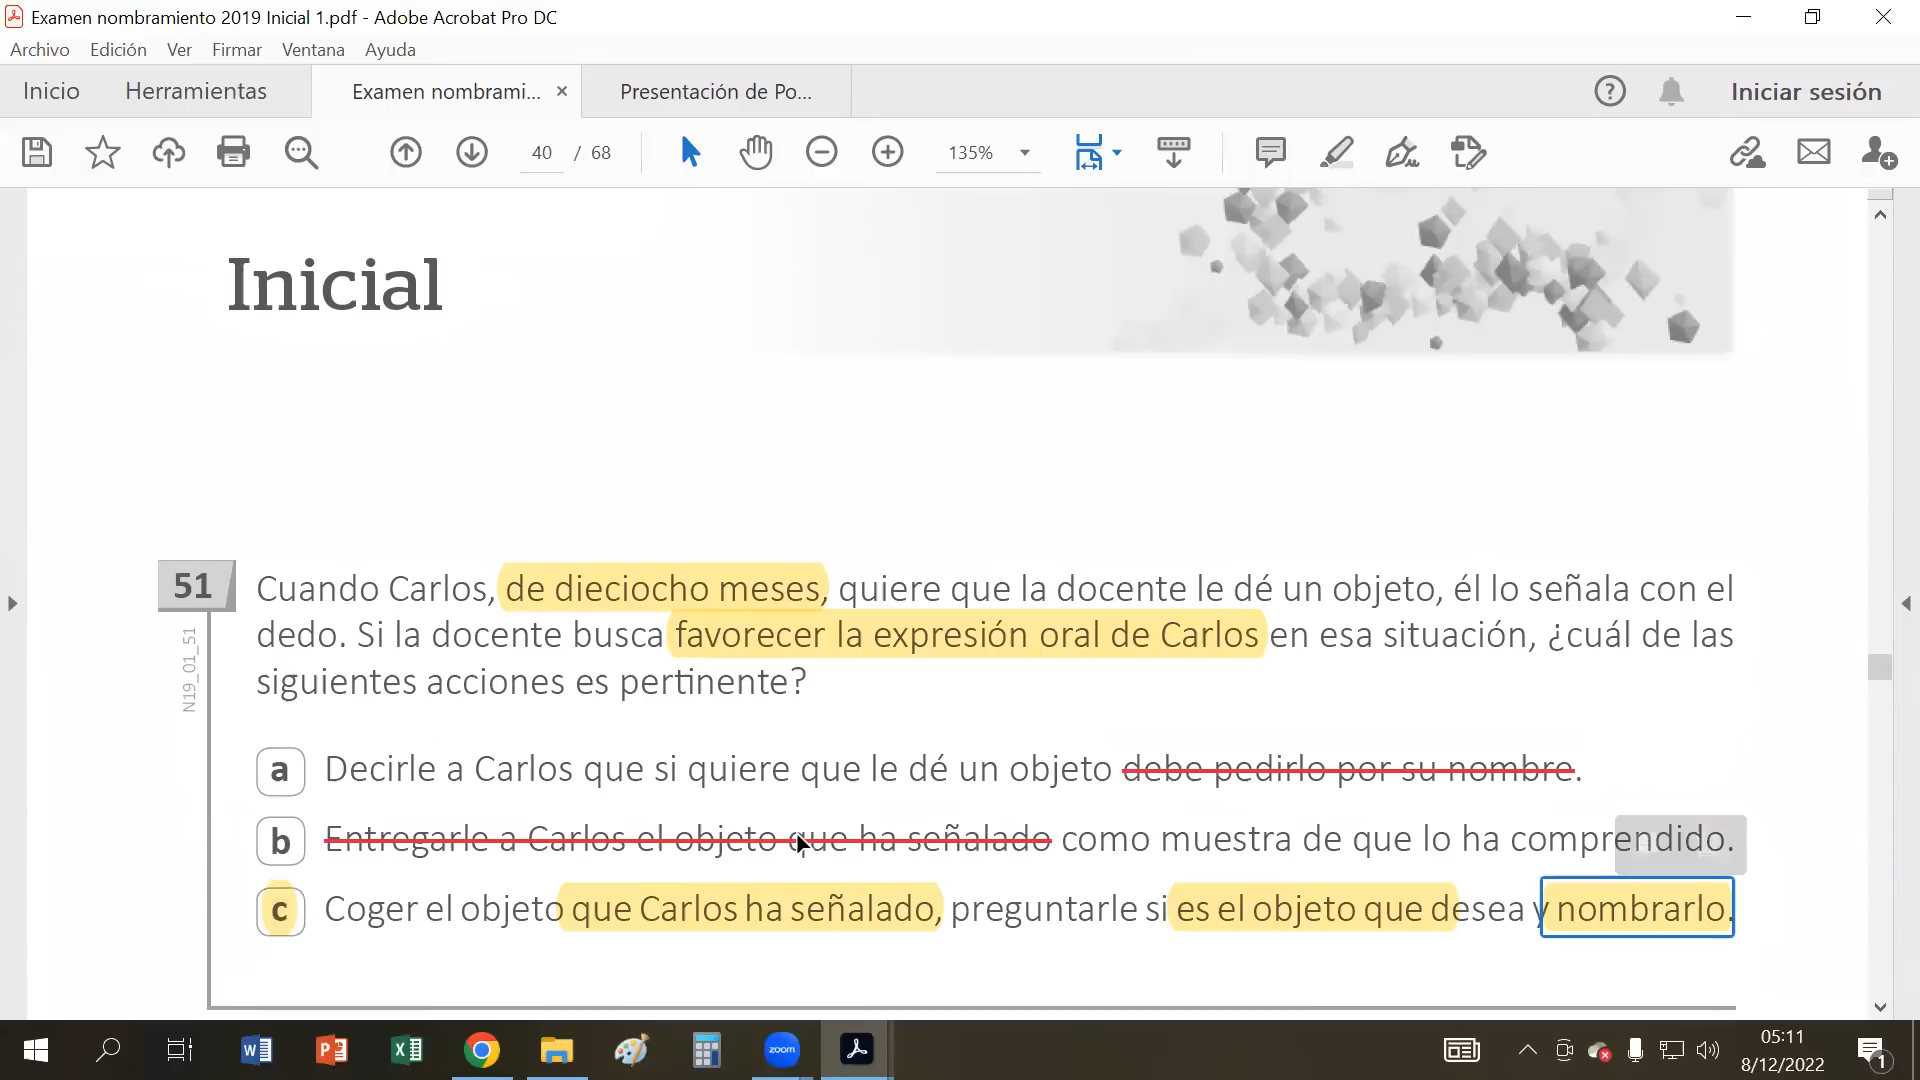 Examen nombramiento 2019 Inicial 1.pdf - Adobe Acrobat Pro DC
Archivo Edición Ver Firmar Ventana Ayuda
Inicio Herramientas Examen nombrami... × Presentación de Po... ? Iniciar sesión
40 / 68 135%
Inicial
51
N19_01_51
Cuando Carlos, de dieciocho meses, quiere que la docente le dé un objeto, él lo señala con el
dedo. Si la docente busca favorecer la expresión oral de Carlos en esa situación, ¿cuál de las
siguientes acciones es pertinente?
a Decirle a Carlos que si quiere que le dé un objeto debe pedirlo por su nombre.
b Entregarle a Carlos el objeto que ha señalado como muestra de que lo ha comprendido.
c Coger el objeto que Carlos ha señalado, preguntarle si es el objeto que desea y nombrarlo.
zoom
05:11
8/12/2022
1